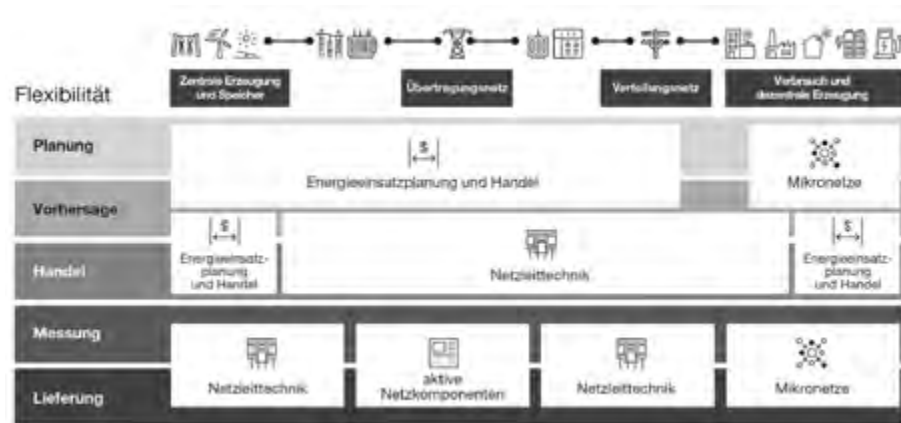 Zentrale Erzeugung
und Speicher
Übertragungsnetz
Verteilungsnetz
Verbrauch und
dezentrale Erzeugung
Flexibilität
Planung
$
Energieeinsatzplanung und Handel
Mikronetze
Vorhersage
$
Energieeinsatz-
planung
und Handel
Netzleittechnik
$
Energieeinsatz-
planung
und Handel
Handel
Messung
Netzleittechnik
aktive
Netzkomponenten
Netzleittechnik
Mikronetze
Lieferung